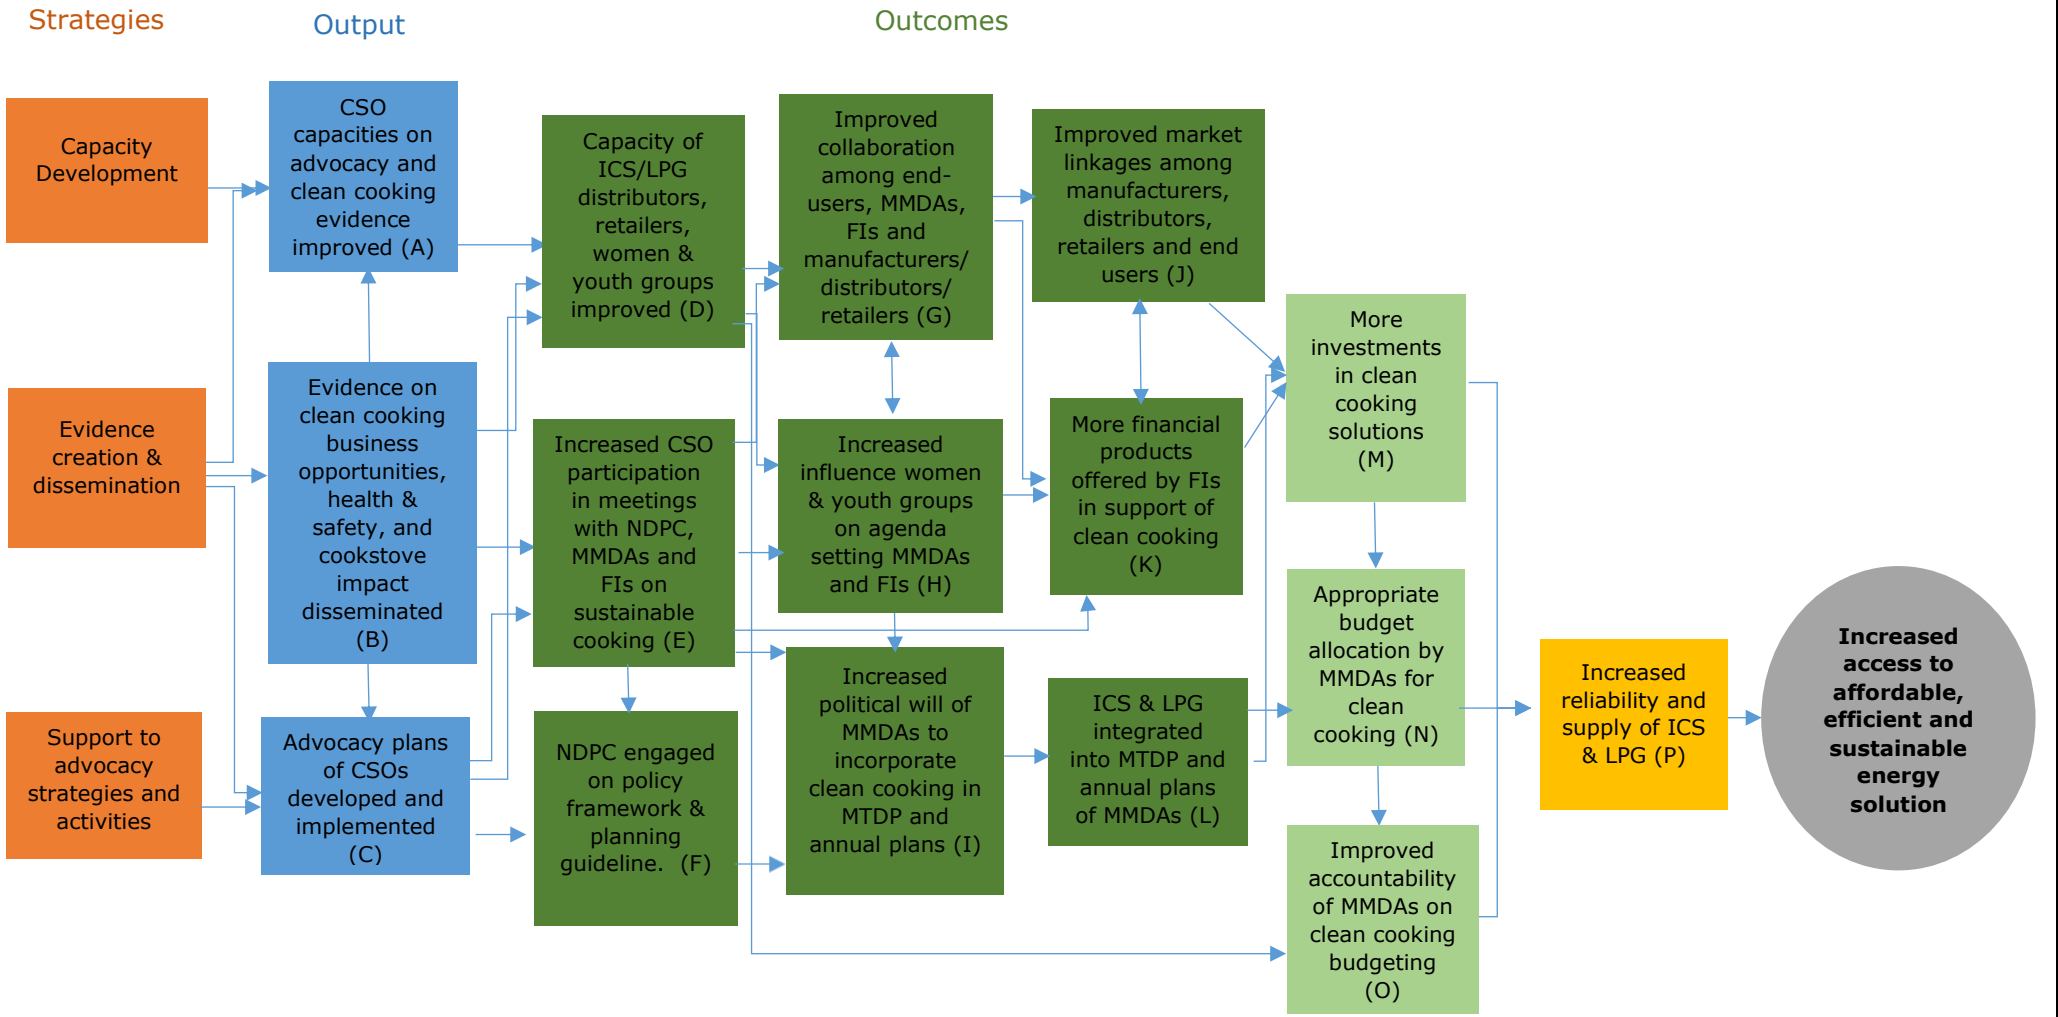 Strategies
Output
Outcomes
Capacity
Development
Evidence
creation &
dissemination
Support to
advocacy
strategies and
activities
CSO
capacities on
advocacy and
clean cooking
evidence
improved (A)
Evidence on
clean cooking
business
opportunities,
health &
safety, and
cookstove
impact
disseminated
(B)
Advocacy plans
of CSOs
developed and
implemented
(C)
Capacity of
ICS/LPG
distributors,
retailers,
women &
youth groups
improved (D)
Increased CSO
participation
in meetings
with NDPC,
MMDAs and
FIs on
sustainable
cooking (E)
NDPC engaged
on policy
framework &
planning
guideline. (F)
Improved
collaboration
among end-
users, MMDAs,
FIs and
manufacturers/
distributors/
retailers (G)
Increased
influence women
& youth groups
on agenda
setting MMDAs
and FIs (H)
Increased
political will of
MMDAs to
incorporate
clean cooking in
MTDP and
annual plans (I)
Improved market
linkages among
manufacturers,
distributors,
retailers and end
users (J)
More financial
products
offered by FIs
in support of
clean cooking
(K)
ICS & LPG
integrated
into MTDP and
annual plans
of MMDAs (L)
More
investments
in clean
cooking
solutions
(M)
Appropriate
budget
allocation by
MMDAs for
clean
cooking (N)
Improved
accountability
of MMDAs on
clean cooking
budgeting
(O)
Increased
reliability and
supply of ICS
& LPG (P)
Increased
access to
affordable,
efficient and
sustainable
energy
solution